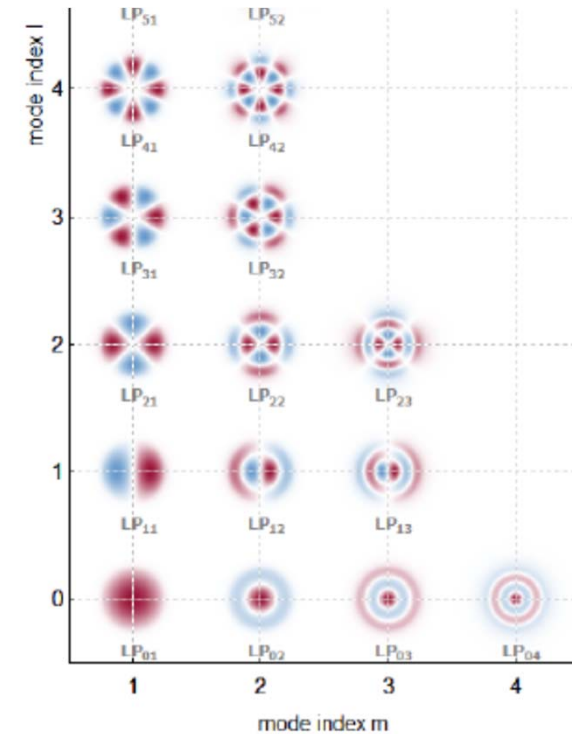 LP51 LP52
4
LP41 LP42
3
LP31 LP32
2
LP21 LP22 LP23
1
LP11 LP12 LP13
0
LP01 LP02 LP03 LP04
1 2 3 4
mode index m
mode index l